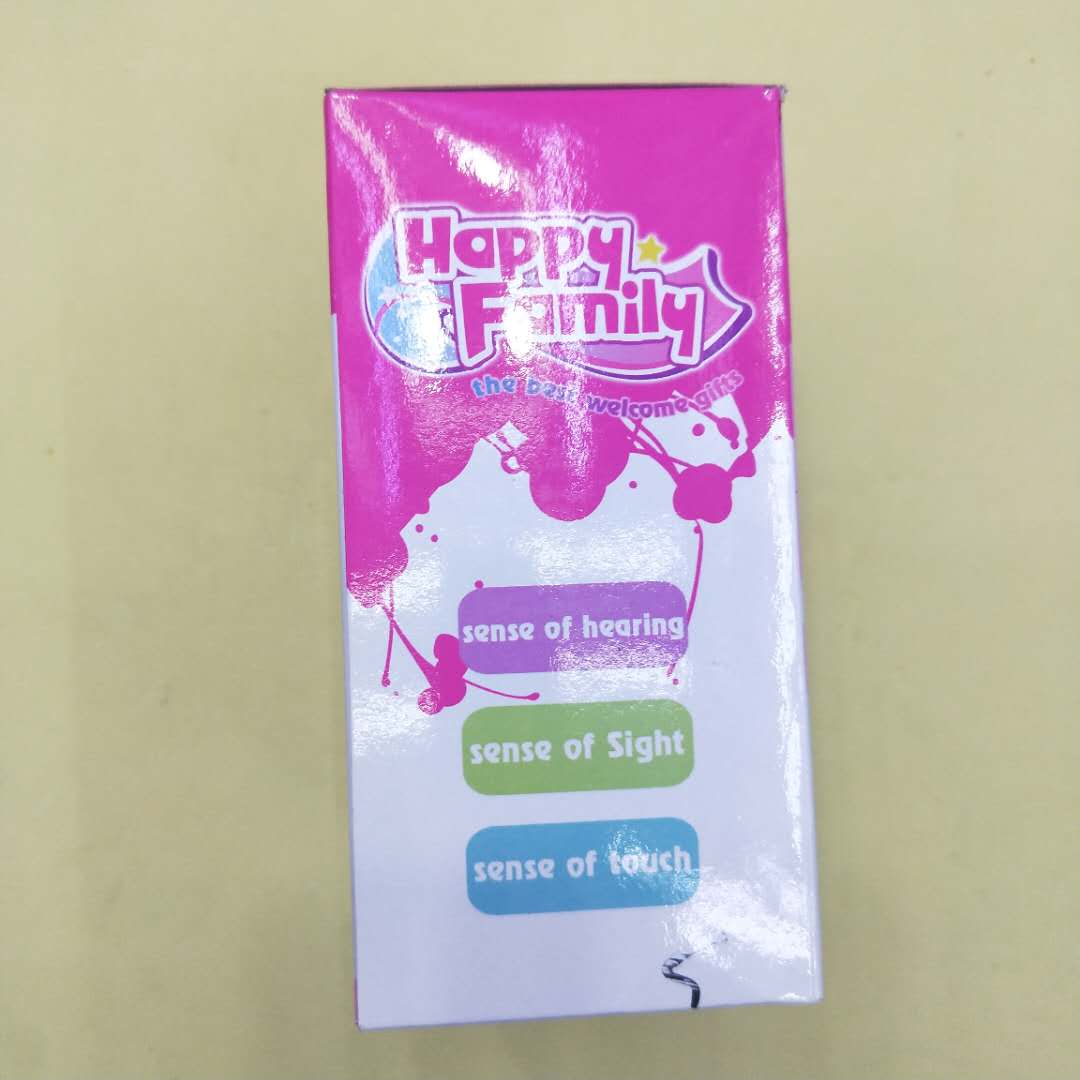 Happy
Family
the best welcome gifts
sense of hearing
sense of Sight
sense of touch